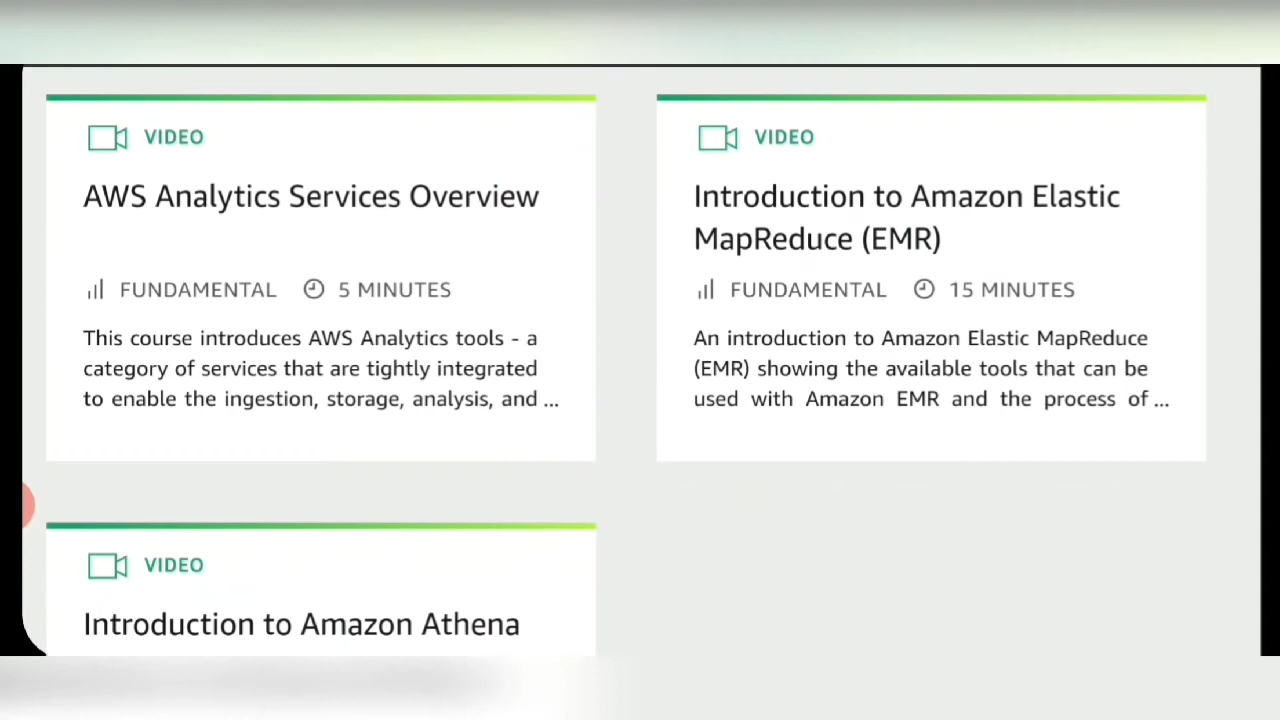 VIDEO
AWS Analytics Services Overview
FUNDAMENTAL 5 MINUTES
This course introduces AWS Analytics tools - a
category of services that are tightly integrated
to enable the ingestion, storage, analysis, and ...
VIDEO
Introduction to Amazon Elastic
MapReduce (EMR)
FUNDAMENTAL 15 MINUTES
An introduction to Amazon Elastic MapReduce
(EMR) showing the available tools that can be
used with Amazon EMR and the process of ...
VIDEO
Introduction to Amazon Athena